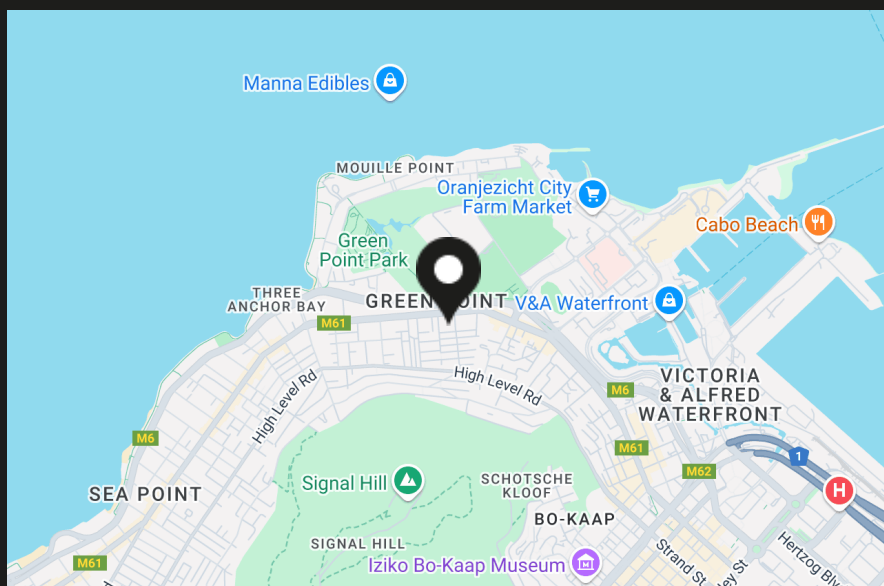 Manna Edibles
MOUILLE POINT
Oranjezicht City
Farm Market
Cabo Beach
Green
Point Park
THREE
ANCHOR BAY
GREEN POINT
V&A Waterfront
M61
High Level Rd
High Level Rd
M6
VICTORIA
& ALFRED
WATERFRONT
M6
M61
1
M62
Signal Hill
SCHOTSCHE
KLOOF
H
SEA POINT
BO-KAAP
SIGNAL HILL
Iziko Bo-Kaap Museum
M61
Strand St
Hertzog Blv